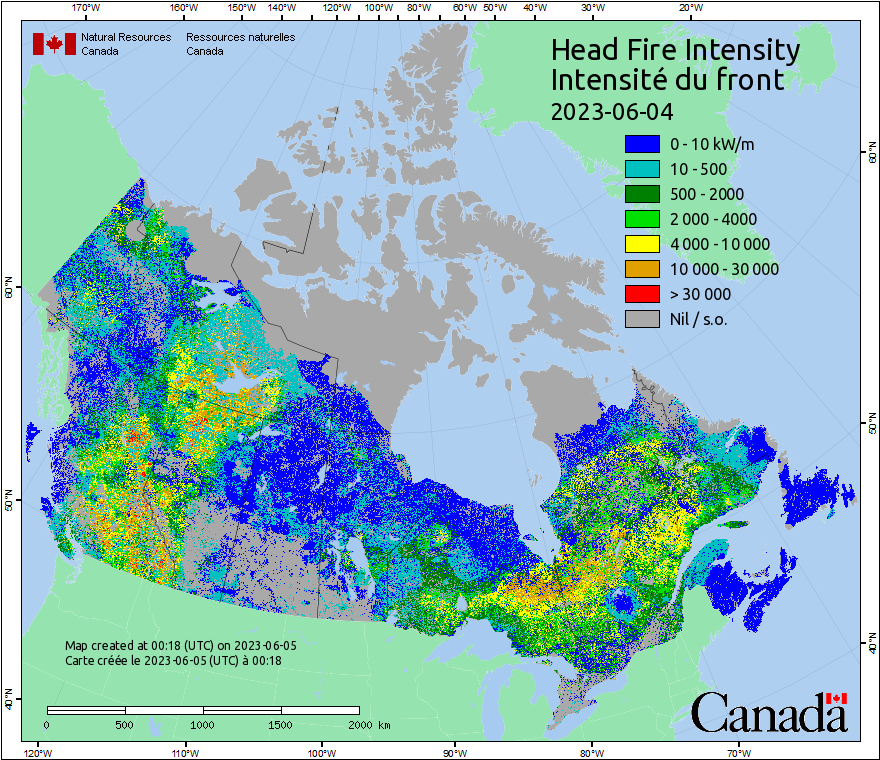 170°W 160°W 150°W 140°W 130°W 120°W 110°W 100°W 90°W 80°W 70°W 60°W 50°W 40°W 30°W 20°W
Natural Resources Ressources naturelles
Canada Canada
Head Fire Intensity
Intensité du front
2023-06-04
0 - 10 kW/m
10 - 500
500 - 2000
2 000 - 4000
4 000 - 10 000
10 000 - 30 000
> 30 000
Nil / s.o.
60°N
60°N
50°N
50°N
40°N
40°N
Map created at 00:18 (UTC) on 2023-06-05
Carte créée le 2023-06-05 (UTC) à 00:18
0 500 1000 1500 2000 km
Canada
120°W 110°W 100°W 90°W 80°W 70°W